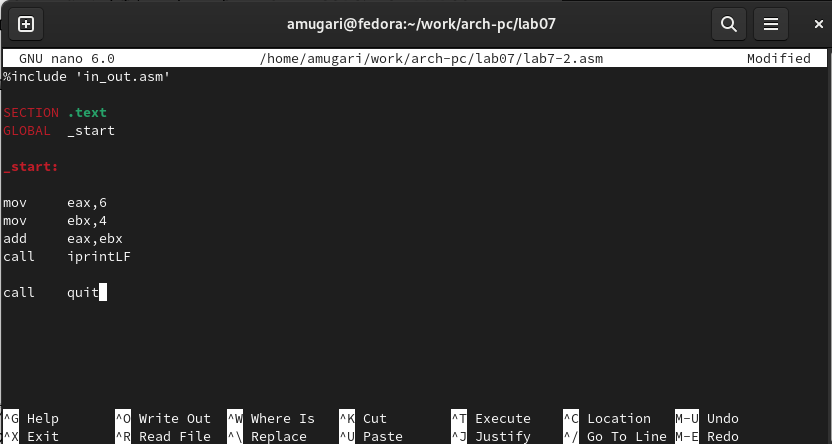 amugari@fedora:~/work/arch-pc/lab07
GNU nano 6.0 /home/amugari/work/arch-pc/lab07/lab7-2.asm Modified
%include 'in_out.asm'
SECTION .text
GLOBAL _start
_start:
mov eax,6
mov ebx,4
add eax,ebx
call iprintLF
call quit
^G Help ^O Write Out ^W Where Is ^K Cut ^T Execute ^C Location M-U Undo
^X Exit ^R Read File ^\ Replace ^U Paste ^J Justify ^/ Go To Line M-E Redo